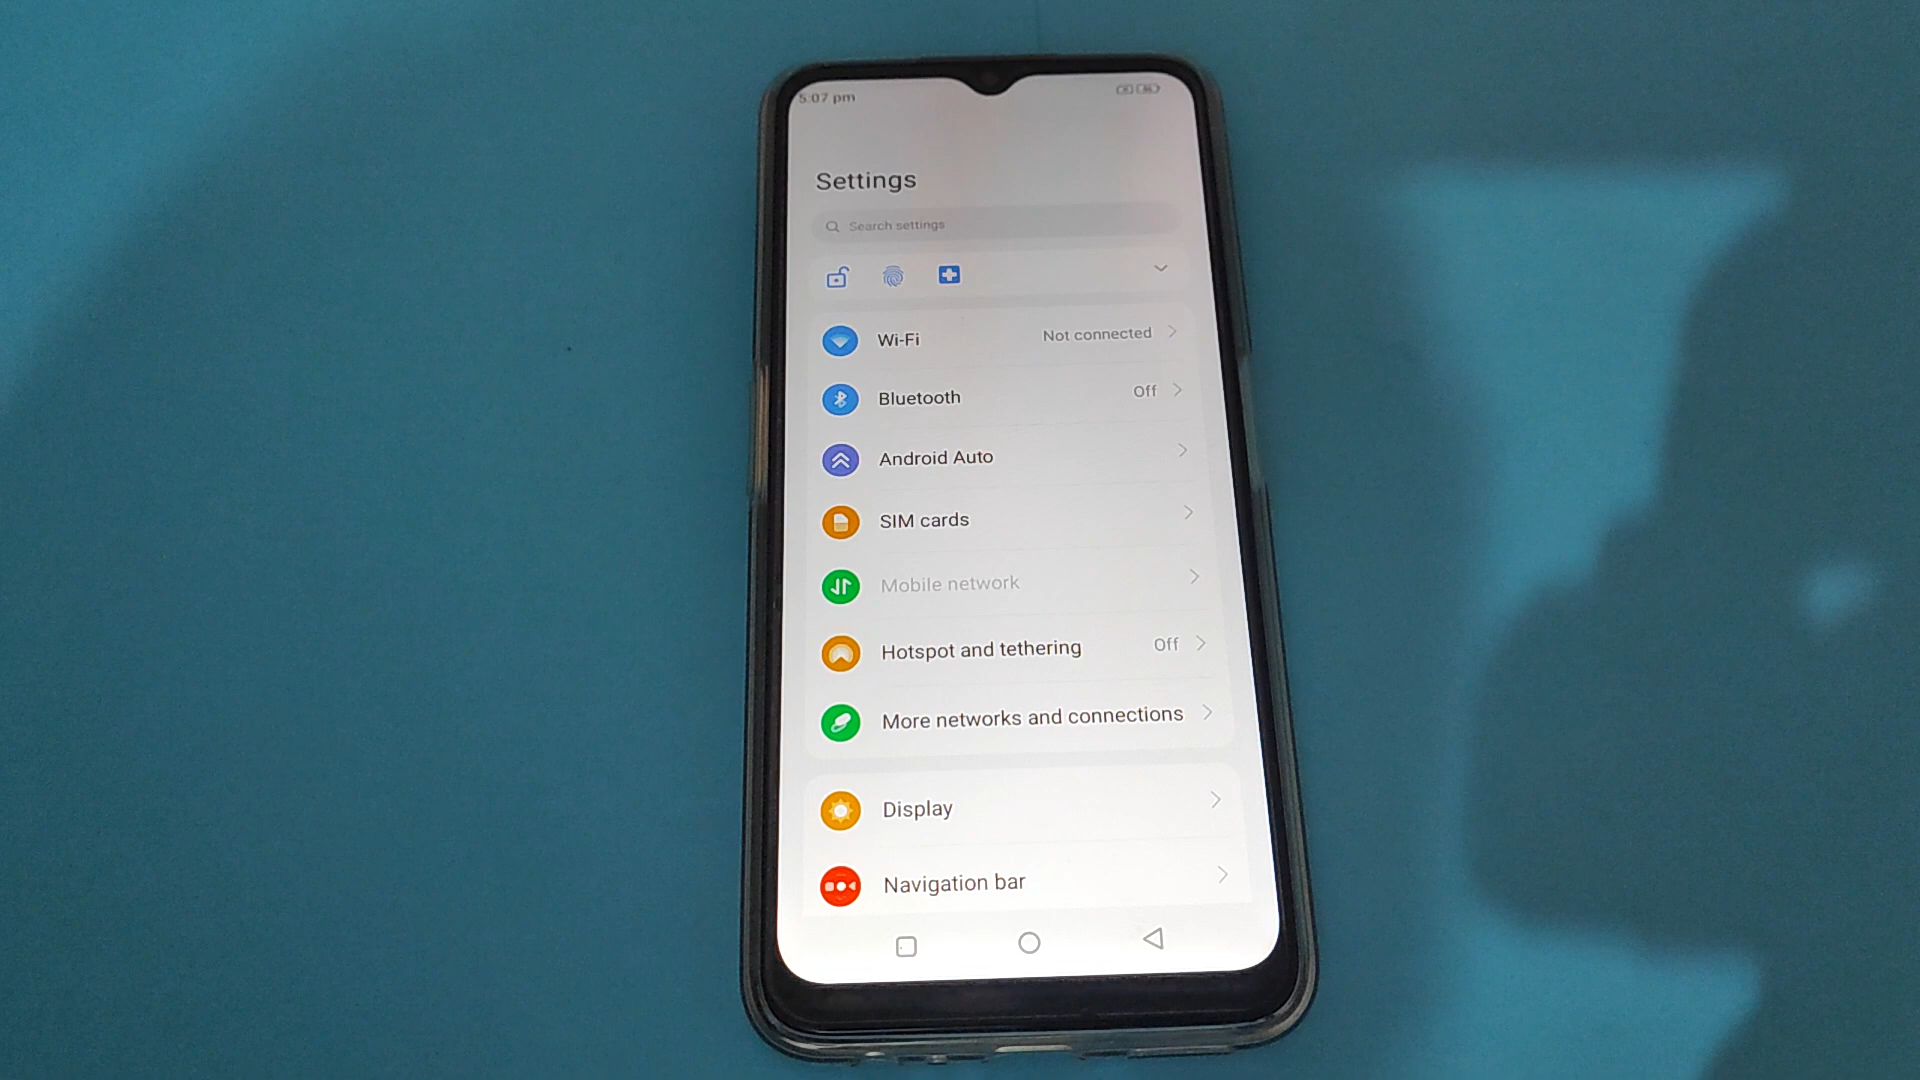 5:07 pm
Settings
Search settings
Wi-Fi Not connected
Bluetooth Off
Android Auto
SIM cards
Mobile network
Hotspot and tethering Off
More networks and connections
Display
Navigation bar